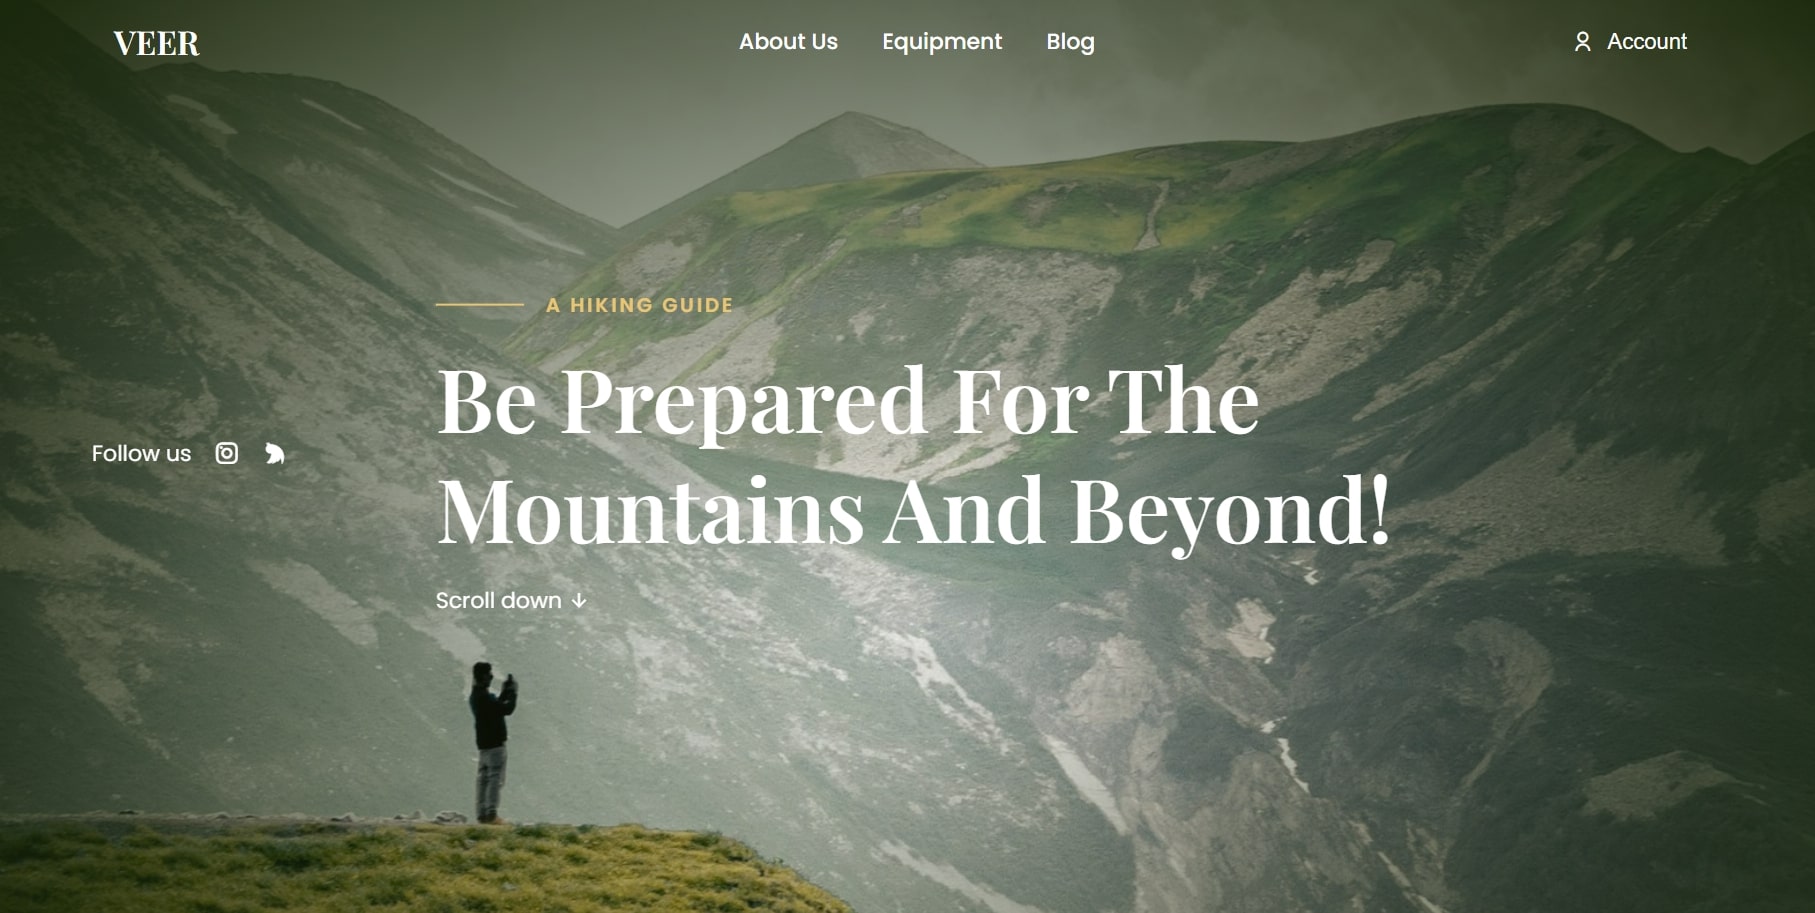 VEER
About Us
Equipment
Blog
Account
A HIKING GUIDE
Be Prepared For The
Mountains And Beyond!
Follow us
Scroll down ↓